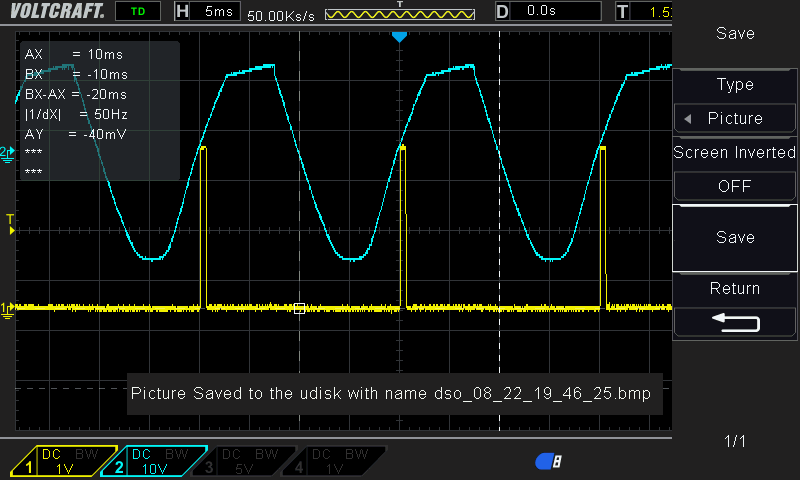 VOLTCRAFT. TD H 5ms 50.00Ks/s T D 0.0s T 1.5
Save
AX = 10ms
BX = -10ms
BX-AX = -20ms
|1/dX| = 50Hz
AY = -40mV
***
***
Type
Picture
Screen Inverted
OFF
2
T
Save
1
Return
Picture Saved to the udisk with name dso_08_22_19_46_25.bmp
1/1
1 DC BW 1V
2 DC BW 10V
3 DC BW 5V
4 DC BW 1V
8